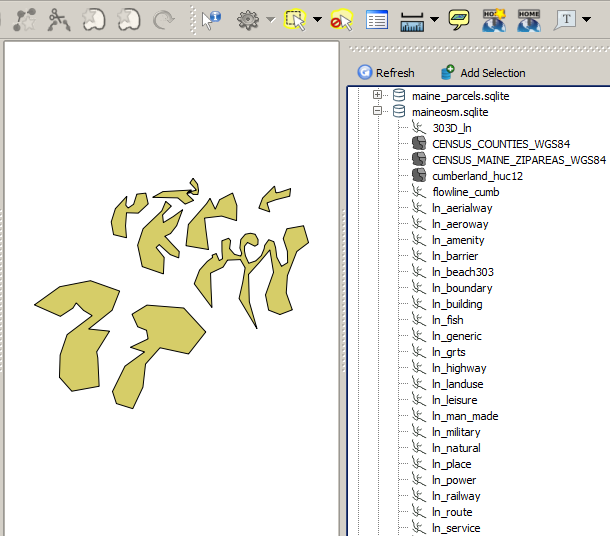 HOME
HOME
T
Refresh
Add Selection
maine_parcels.sqlite
maineosm.sqlite
303D_ln
CENSUS_COUNTIES_WGS84
CENSUS_MAINE_ZIPAREAS_WGS84
cumberland_huc12
flowline_cumb
ln_aerialway
ln_aeroway
ln_amenity
ln_barrier
ln_beach303
ln_boundary
ln_building
ln_fish
ln_generic
ln_grts
ln_highway
ln_landuse
ln_leisure
ln_man_made
ln_military
ln_natural
ln_place
ln_power
ln_railway
ln_route
ln_service